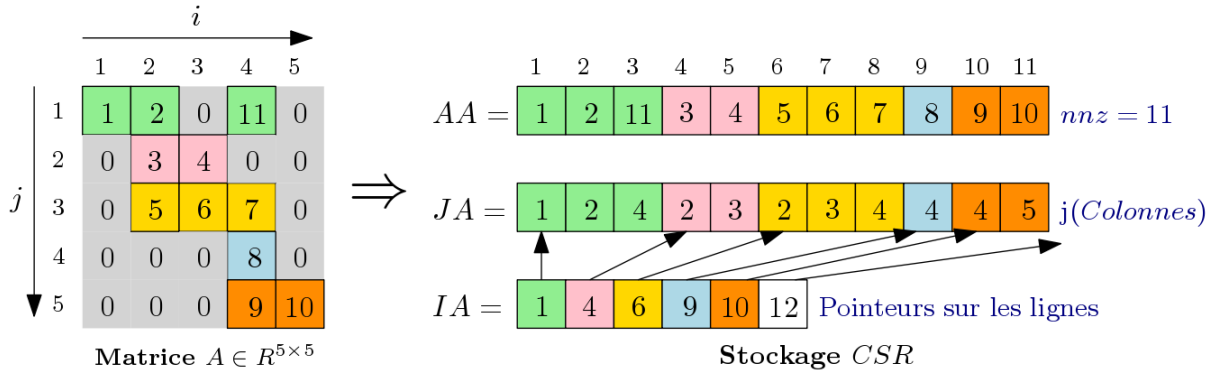 i
1 2 3 4 5
j
1 1 2 0 11 0
2 0 3 4 0 0
3 0 5 6 7 0
4 0 0 0 8 0
5 0 0 0 9 10
Matrice A ∈ R^{5×5}
⇒
1 2 3 4 5 6 7 8 9 10 11
AA = 1 2 11 3 4 5 6 7 8 9 10 nnz = 11
JA = 1 2 4 2 3 2 3 4 4 4 5 j(Colonnes)
IA = 1 4 6 9 10 12 Pointeurs sur les lignes
Stockage CSR